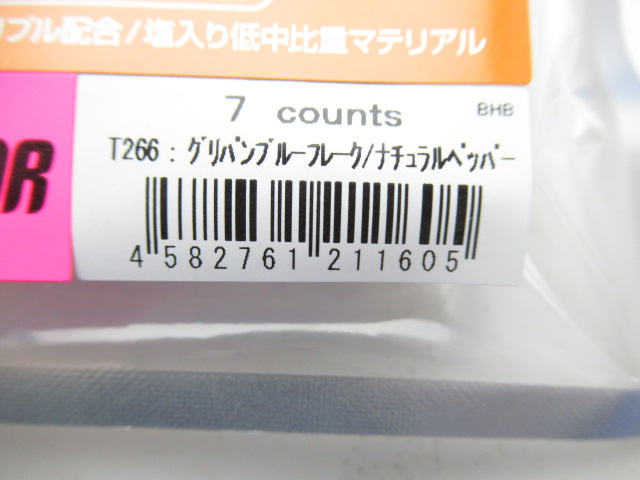 ブル配合/塩入り低中比重マテリアル
7 counts
BHB
OR
T266:グリパンブルーフレーク/ナチュラルペッパー
4 582761 211605